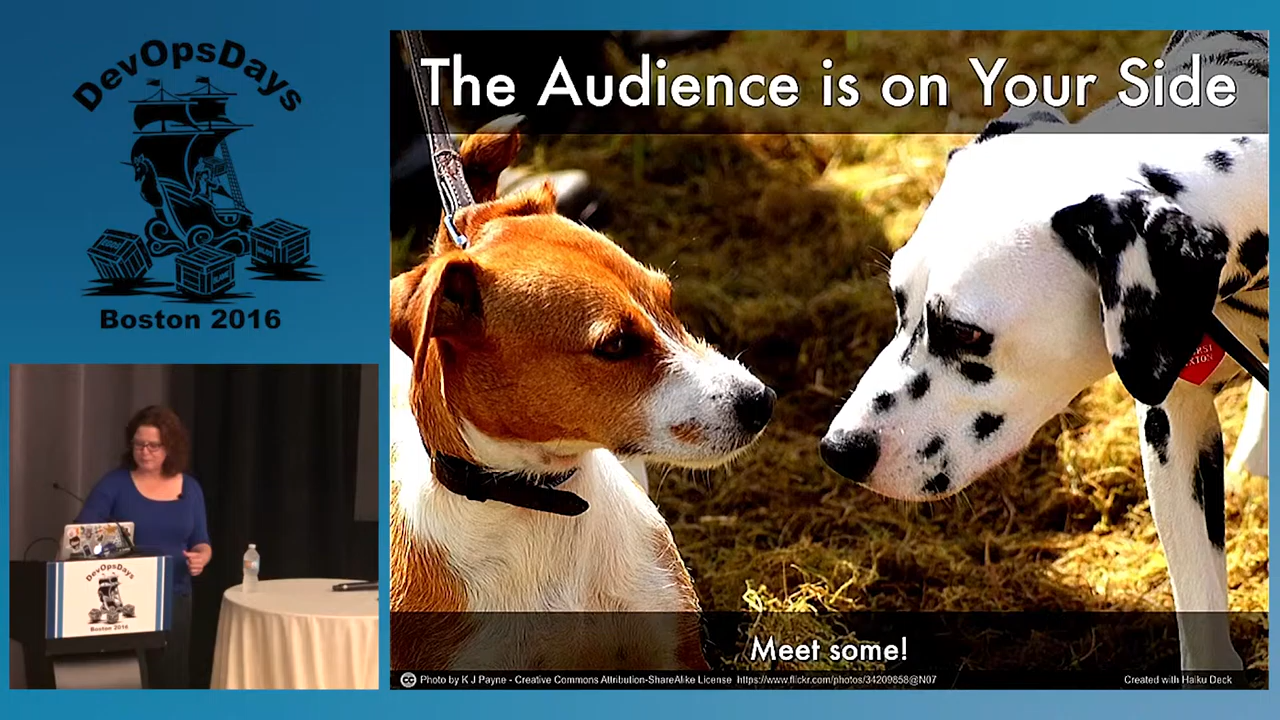 DevOpsDays
Boston 2016
The Audience is on Your Side
Meet some!
Photo by K J Payne - Creative Commons Attribution-ShareAlike License https://www.flickr.com/photos/34209858@N07
Created with Haiku Deck
DevOpsDays
Boston 2016